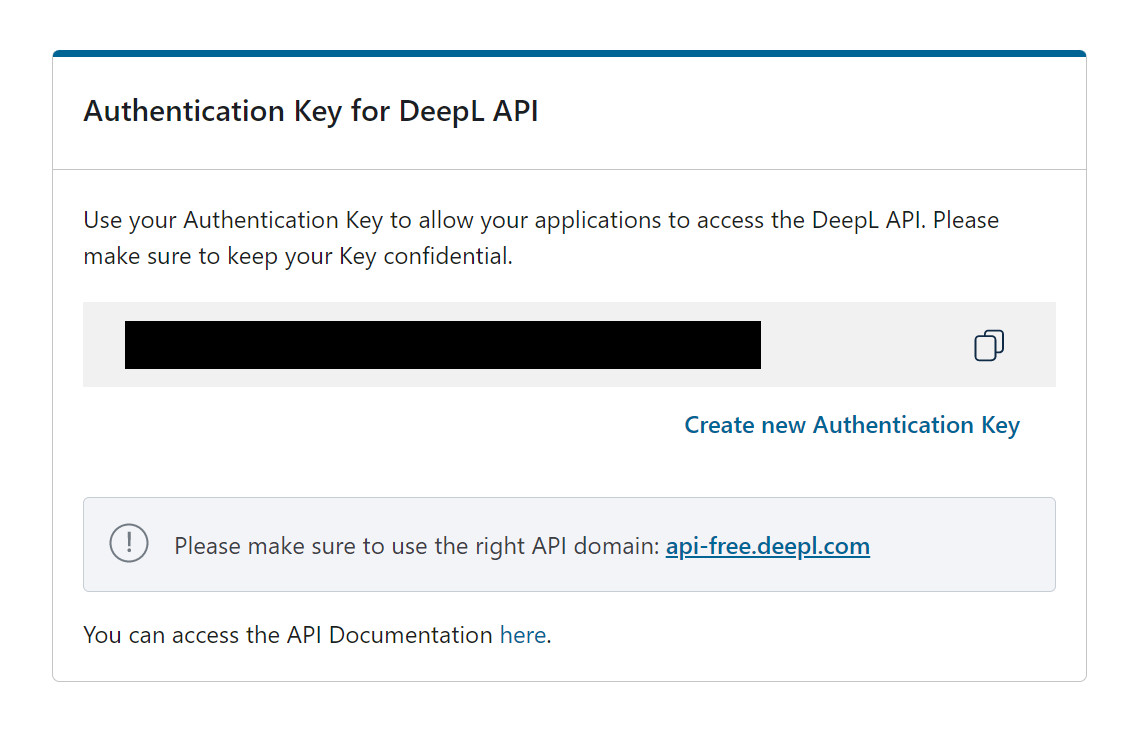 Authentication Key for DeepL API
Use your Authentication Key to allow your applications to access the DeepL API. Please
make sure to keep your Key confidential.
Create new Authentication Key
Please make sure to use the right API domain: api-free.deepl.com
You can access the API Documentation here.